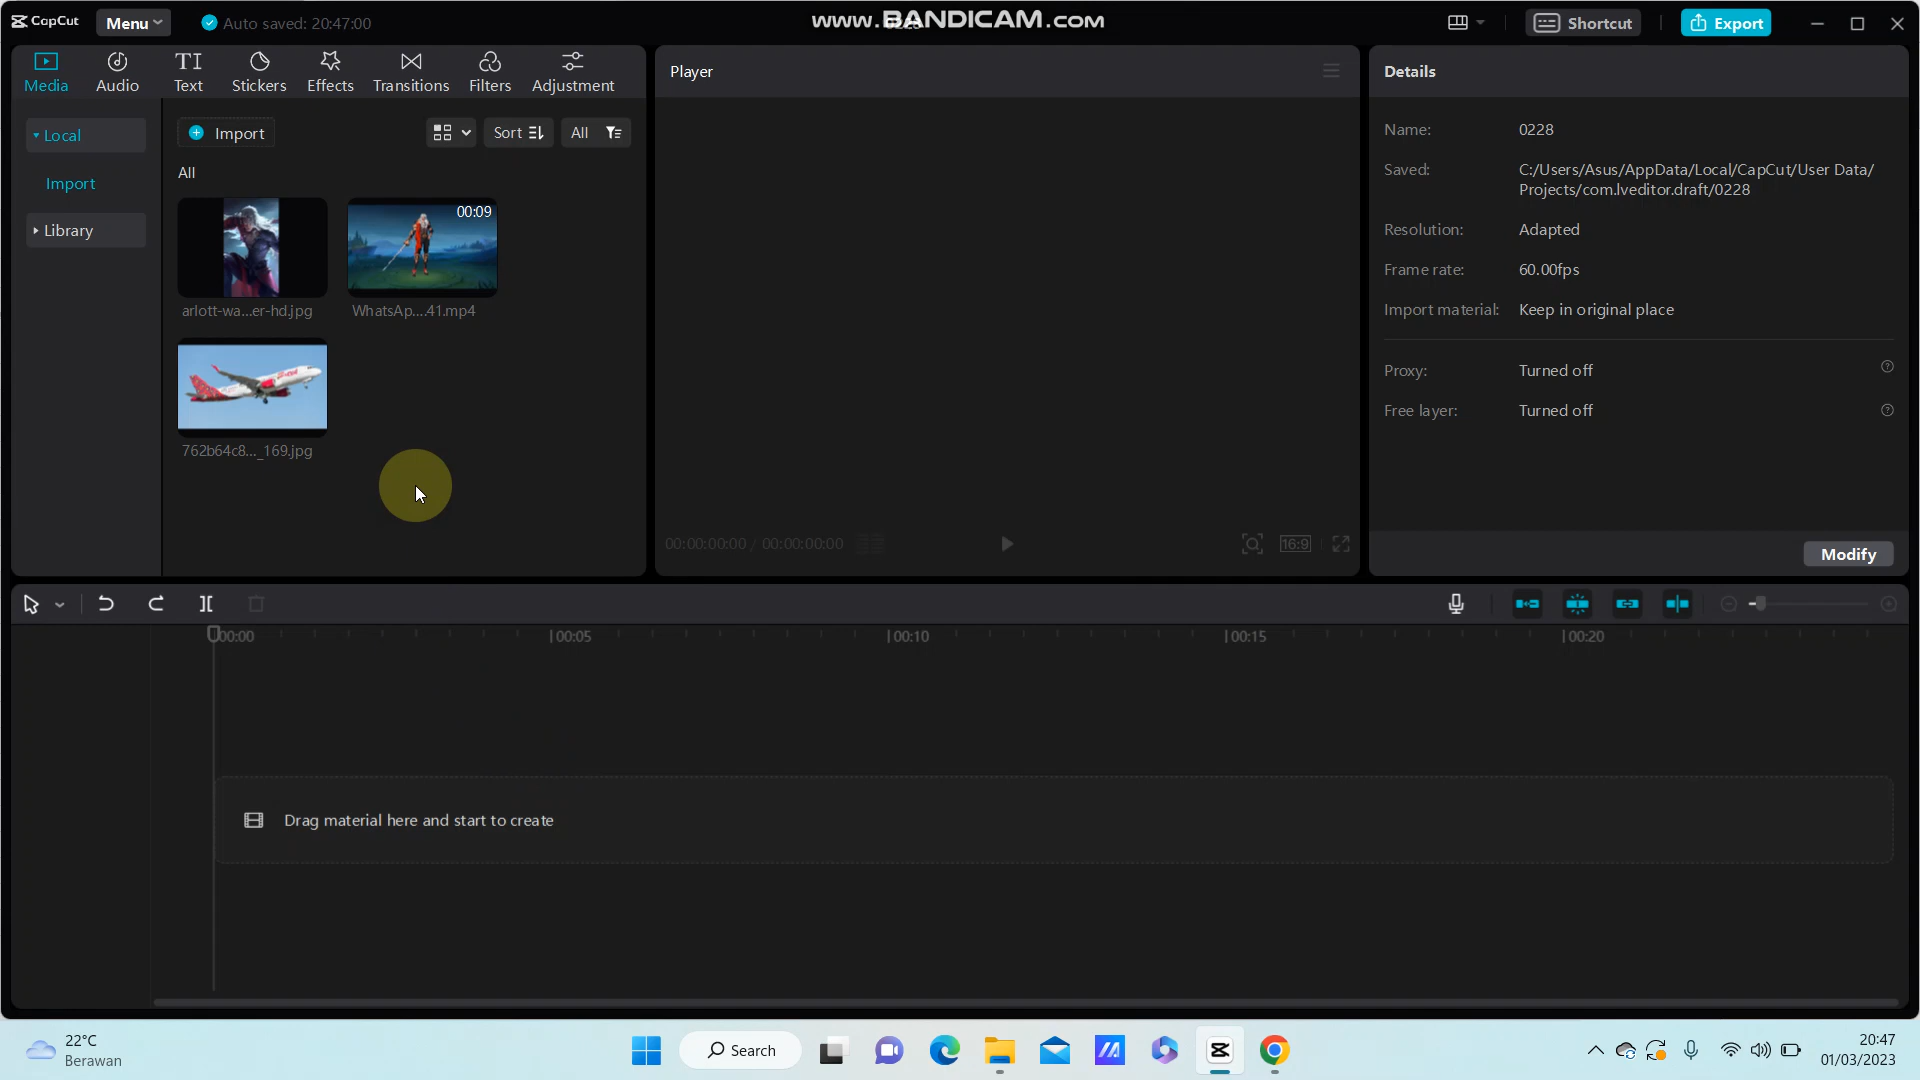 CapCut
Menu
Auto saved: 20:47:00
www.BANDICAM.com
Shortcut
Export
Media
Audio
TI
Text
Stickers
Effects
Transitions
Filters
Adjustment
Player
Details
Local
Import
Library
Import
Sort
All
All
00:09
arlott-wa...er-hd.jpg
WhatsAp....41.mp4
762b64c8..._169.jpg
00:00:00:00 / 00:00:00:00
16:9
Name: 0228
Saved: C:/Users/Asus/AppData/Local/CapCut/User Data/
Projects/com.lveditor.draft/0228
Resolution: Adapted
Frame rate: 60.00fps
Import material: Keep in original place
Proxy: Turned off
Free layer: Turned off
Modify
00:00
00:05
00:10
00:15
00:20
Drag material here and start to create
22°C
Berawan
Search
20:47
01/03/2023